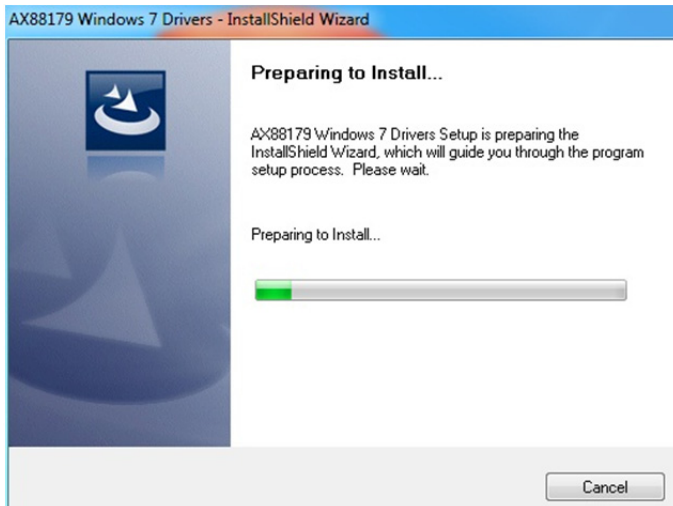 AX88179 Windows 7 Drivers - InstallShield Wizard
Preparing to Install...
AX88179 Windows 7 Drivers Setup is preparing the
InstallShield Wizard, which will guide you through the program
setup process.  Please wait.
Preparing to Install...
Cancel